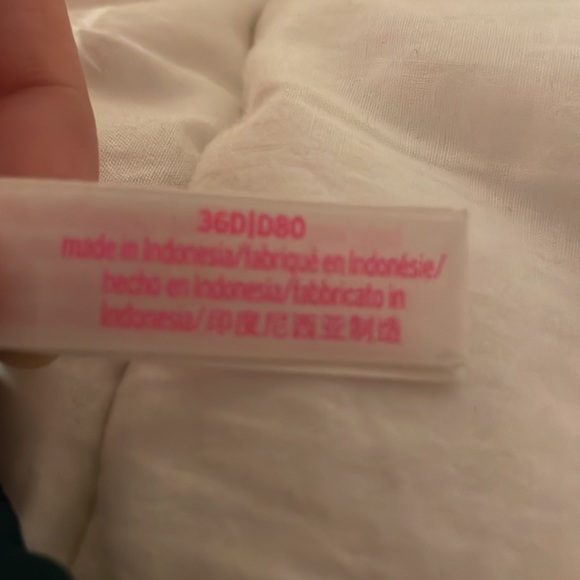 36D|D80
made in Indonesia/fabriqué en Indonésie/
hecho en Indonesia/fabbricato in
Indonesia/印度尼西亚制造